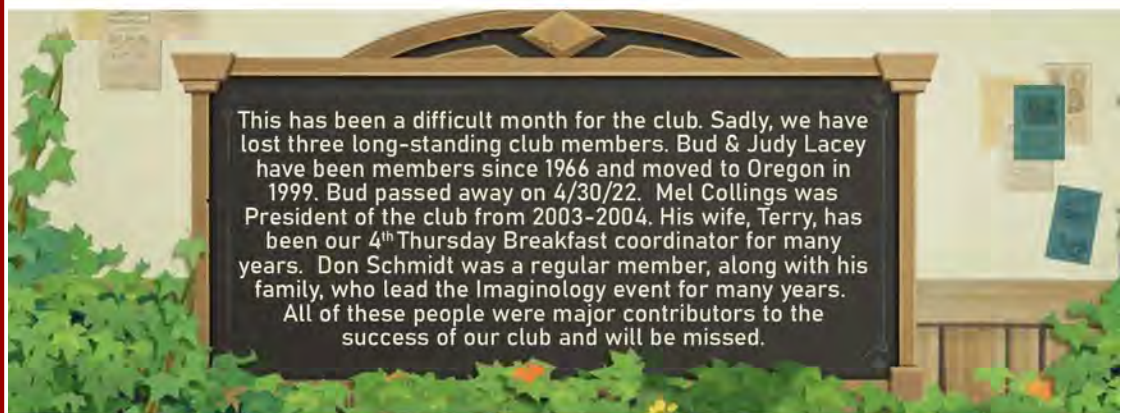 This has been a difficult month for the club. Sadly, we have
lost three long-standing club members. Bud & Judy Lacey
have been members since 1966 and moved to Oregon in
1999. Bud passed away on 4/30/22.  Mel Collings was
President of the club from 2003-2004. His wife, Terry, has
been our 4th Thursday Breakfast coordinator for many
years.  Don Schmidt was a regular member, along with his
family, who lead the Imaginology event for many years.
All of these people were major contributors to the
success of our club and will be missed.